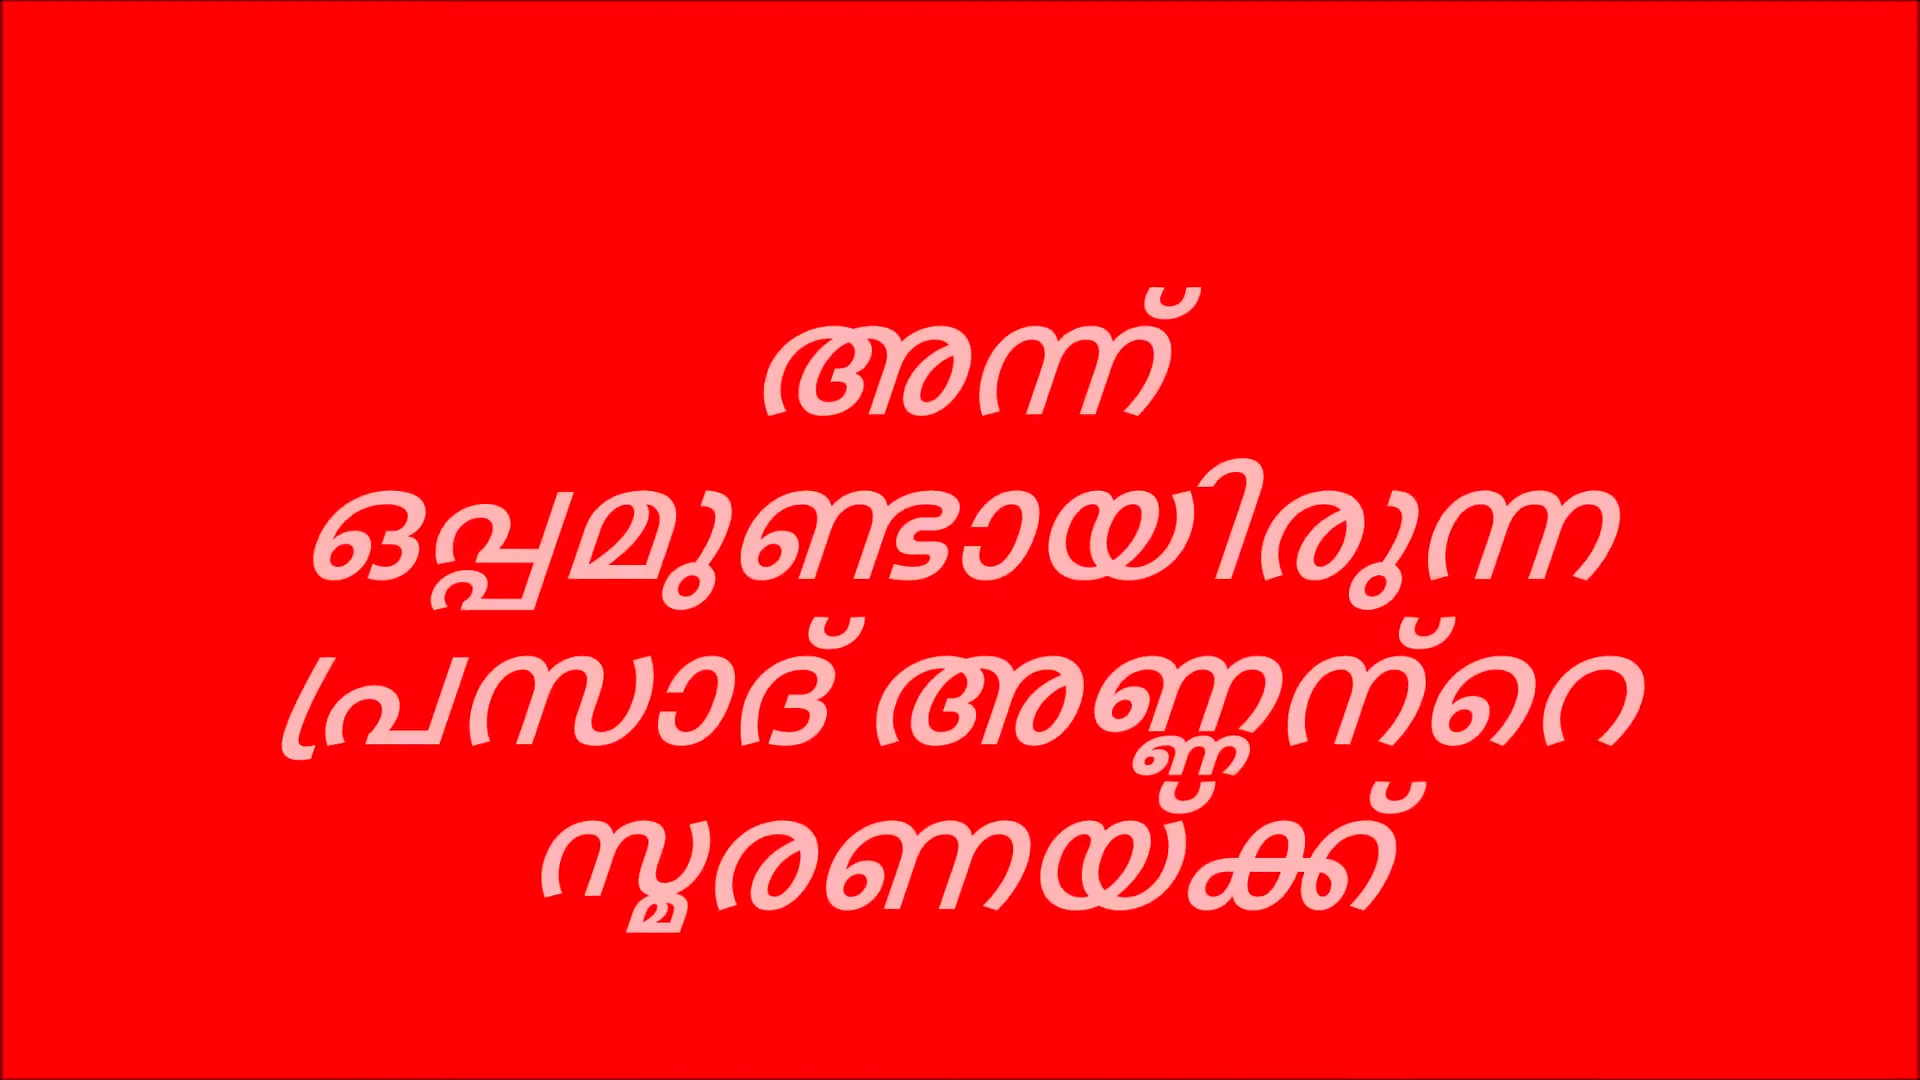 അന്ന്
ഒപ്പമുണ്ടായിരുന്ന
പ്രസാദ് അണ്ണന്റെ
സ്മരണയ്ക്ക്